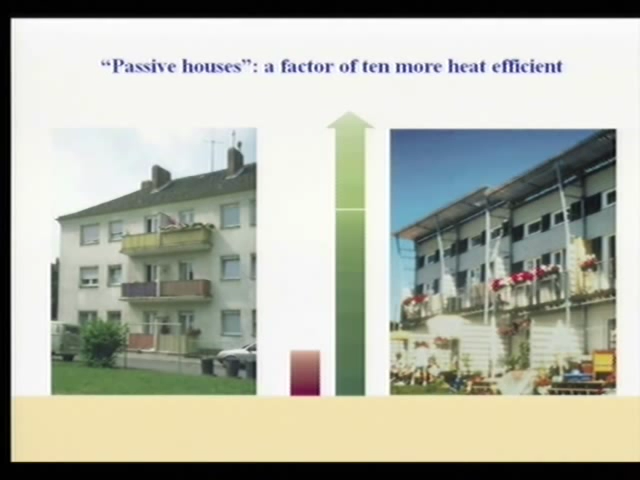 “Passive houses”: a factor of ten more heat efficient